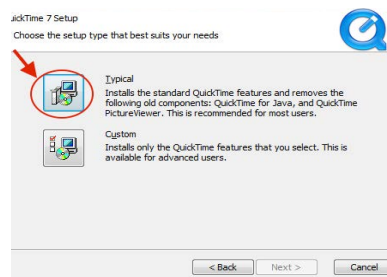 uickTime 7 Setup
Choose the setup type that best suits your needs
Typical
Installs the standard QuickTime features and removes the
following old components: QuickTime for Java, and QuickTime
PictureViewer. This is recommended for most users.
Custom
Installs only the QuickTime features that you select. This is
available for advanced users.
< Back
Next >
Cancel